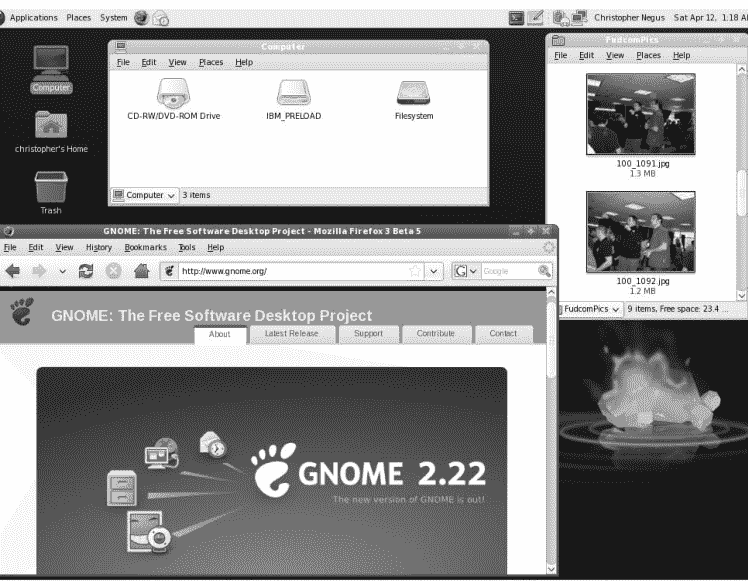 Applications Places System
Christopher Negus Sat Apr 12, 1:18 A
Computer
christopher's Home
Trash
Computer
File Edit View Places Help
CD-RW/DVD-ROM Drive
IBM_PRELOAD
Filesystem
Computer
3 items
FudcomPics
File Edit View Places Help
100_1091.jpg
1.3 MB
100_1092.jpg
1.2 MB
FudcomPics
9 items, Free space: 23.4 ...
GNOME: The Free Software Desktop Project - Mozilla Firefox 3 Beta 5
File Edit View History Bookmarks Tools Help
http://www.gnome.org/
Google
GNOME: The Free Software Desktop Project
About
Latest Release
Support
Contribute
Contact
GNOME 2.22
The new version of GNOME is out!